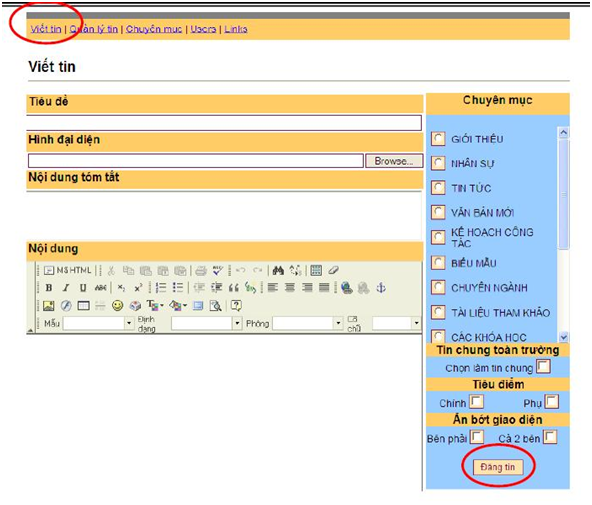 Viết tin | Quản lý tin | Chuyên mục | Users | Links
Viết tin
Tiêu đề
Hình đại diện
Browse...
Nội dung tóm tắt
Nội dung
MS HTML
Mẫu
Định dạng
Phông
Cỡ chữ
Chuyên mục
GIỚI THIỆU
NHÂN SỰ
TIN TỨC
VĂN BẢN MỚI
KẾ HOẠCH CÔNG
TÁC
BIỂU MẪU
CHUYÊN NGÀNH
TÀI LIỆU THAM KHẢO
CÁC KHÓA HỌC
Tin chung toàn trường
Chọn làm tin chung
Tiêu điểm
Chính Phụ
Ẩn bớt giao diện
Bên phải Cả 2 bên
Đăng tin